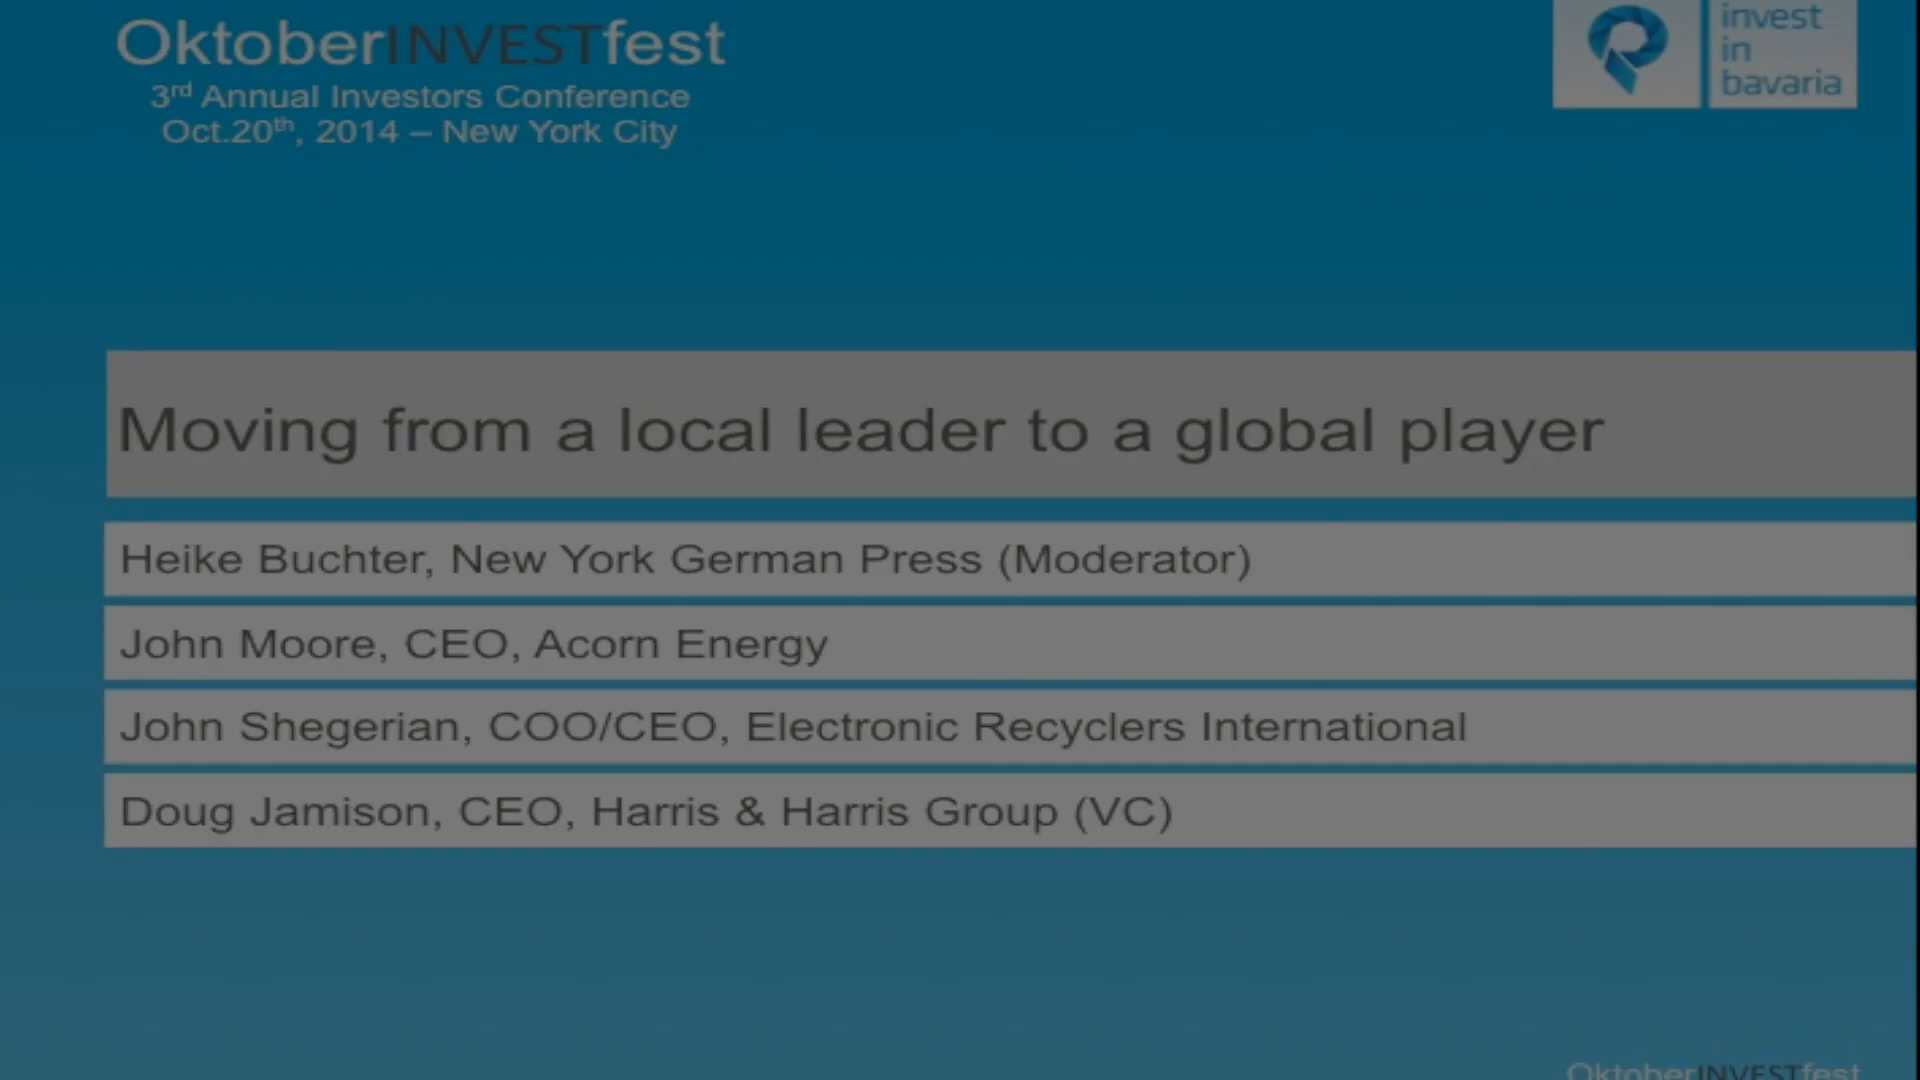 OktoberINVESTfest
3rd Annual Investors Conference
Oct.20th, 2014 – New York City
invest
in
bavaria
Moving from a local leader to a global player
Heike Buchter, New York German Press (Moderator)
John Moore, CEO, Acorn Energy
John Shegerian, COO/CEO, Electronic Recyclers International
Doug Jamison, CEO, Harris & Harris Group (VC)
OktoberINVESTfest